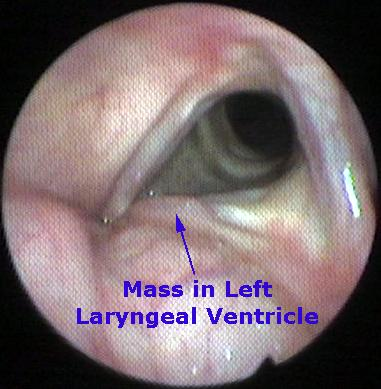 Mass in Left
Laryngeal Ventricle